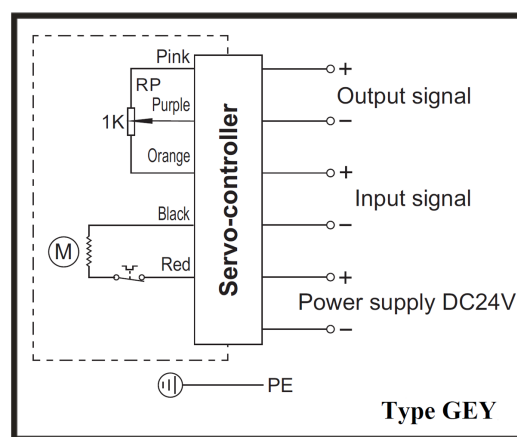 Pink
RP
Purple
1K
Orange
Black
M
Red
Servo-controller
+
Output signal
−
+
Input signal
−
+
Power supply DC24V
−
PE
Type GEY